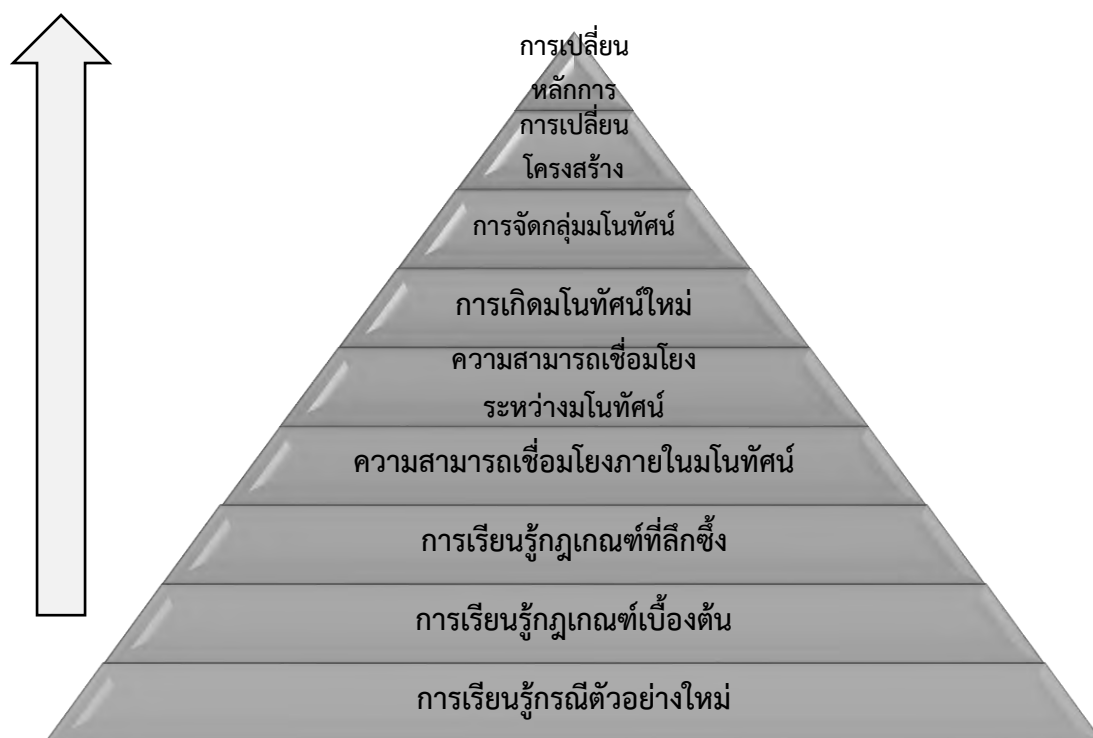 การเปลี่ยน
หลักการ
การเปลี่ยน
โครงสร้าง
การจัดกลุ่มมโนทัศน์
การเกิดมโนทัศน์ใหม่
ความสามารถเชื่อมโยง
ระหว่างมโนทัศน์
ความสามารถเชื่อมโยงภายในมโนทัศน์
การเรียนรู้กฎเกณฑ์ที่ลึกซึ้ง
การเรียนรู้กฎเกณฑ์เบื้องต้น
การเรียนรู้กรณีตัวอย่างใหม่